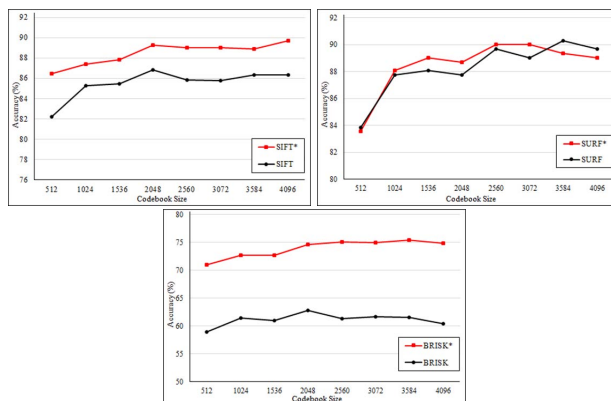 92
90
88
86
84
82
80
78
76
Accuracy (%)
SIFT*
SIFT
512 1024 1536 2048 2560 3072 3584 4096
Codebook Size
92
90
88
86
84
82
80
Accuracy (%)
SURF*
SURF
512 1024 1536 2048 2560 3072 3584 4096
Codebook Size
80
75
70
65
60
55
50
Accuracy (%)
BRISK*
BRISK
512 1024 1536 2048 2560 3072 3584 4096
Codebook Size